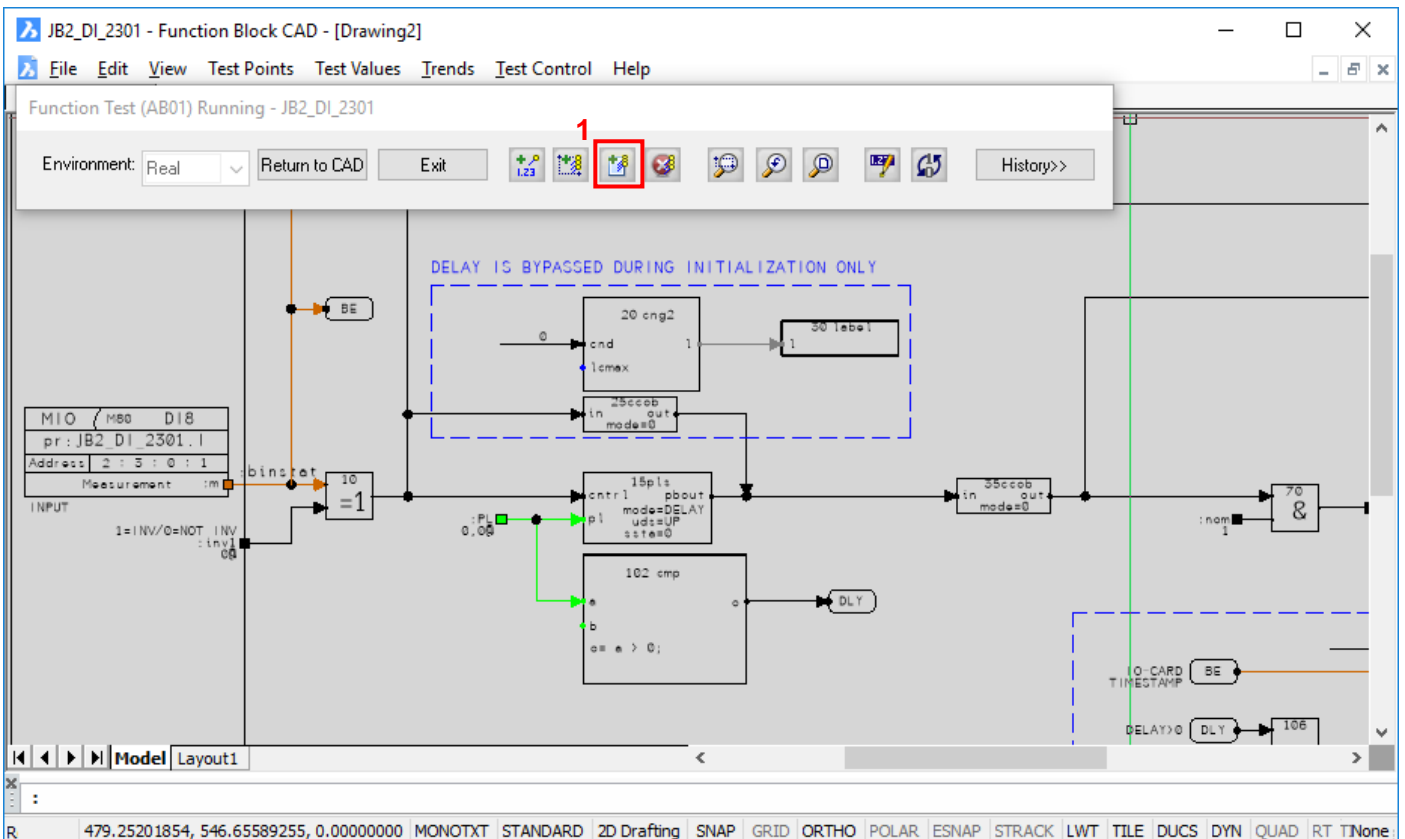 JB2_DI_2301 - Function Block CAD - [Drawing2]
File Edit View Test Points Test Values Trends Test Control Help
Function Test (AB01) Running - JB2_DI_2301
1
Environment: Real Return to CAD Exit 1.23 History>>
DELAY IS BYPASSED DURING INITIALIZATION ONLY
BE
20 cng2
0 cnd l
lcmax
30 label
l
25ccob
in out
mode=0
MIO / M80 DI8
pr:JB2_DI_2301.I
Address 2 : 3 : 0 : 1
Measurement :m
INPUT
:binstat
10
=1
1=INV/0=NOT INV
:invl
15pls
cntrl pbout
mode=DELAY
pl uds=UP
sste=0
:PL
35ccob
in out
mode=0
70
&
:nam
1
102 cmp
a o
b
o= a > 0;
DLY
IO-CARD
TIMESTAMP
BE
DELAY>0 DLY 106
Model Layout1
:
R 479.25201854, 546.65589255, 0.00000000 MONOTXT STANDARD 2D Drafting SNAP GRID ORTHO POLAR ESNAP STRACK LWT TILE DUCS DYN QUAD RT None